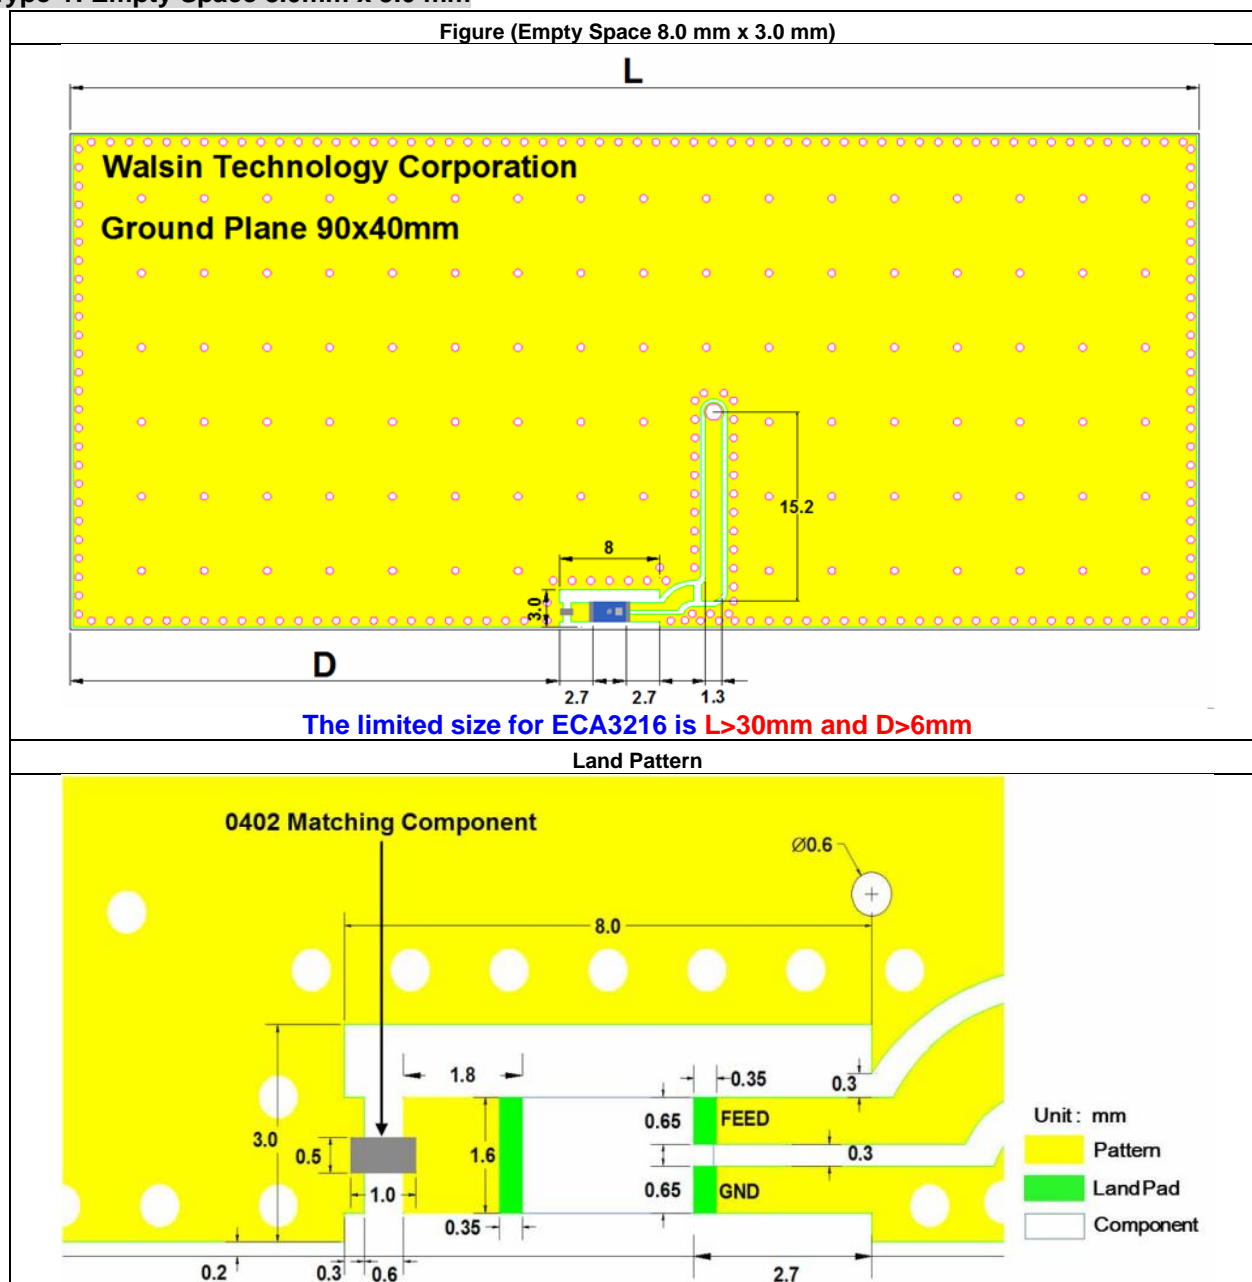 Figure (Empty Space 8.0 mm x 3.0 mm)
L
Walsin Technology Corporation
Ground Plane 90x40mm
15.2
8
3.0
D
2.7
2.7
1.3
The limited size for ECA3216 is L>30mm and D>6mm
Land Pattern
0402 Matching Component
Ø0.6
8.0
1.8
0.35
0.3
0.65
FEED
3.0
0.5
1.6
0.3
1.0
0.65
GND
0.35
0.2
0.3
0.6
2.7
Unit : mm
Pattern
Land Pad
Component